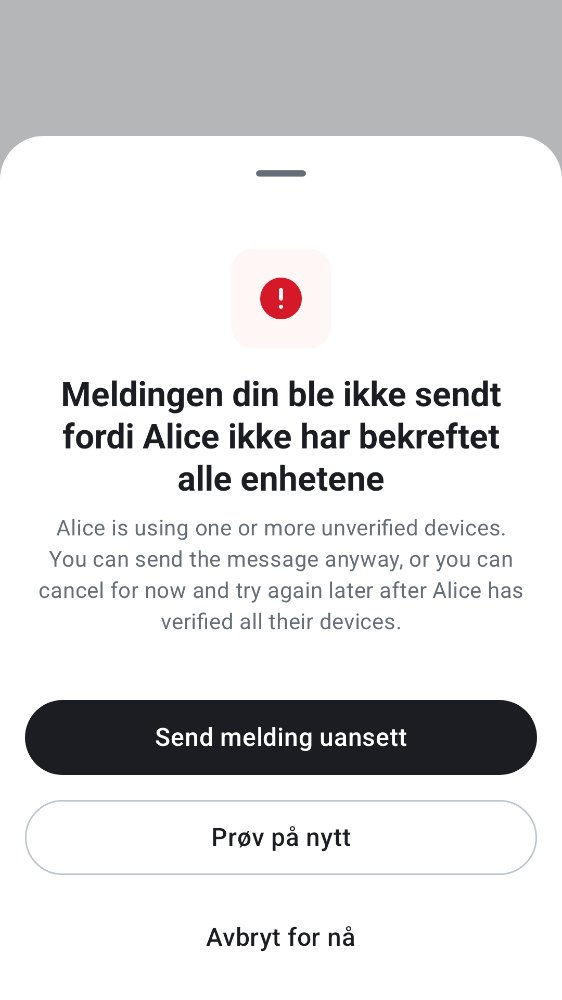 Meldingen din ble ikke sendt
fordi Alice ikke har bekreftet
alle enhetene
Alice is using one or more unverified devices.
You can send the message anyway, or you can
cancel for now and try again later after Alice has
verified all their devices.
Send melding uansett
Prøv på nytt
Avbryt for nå